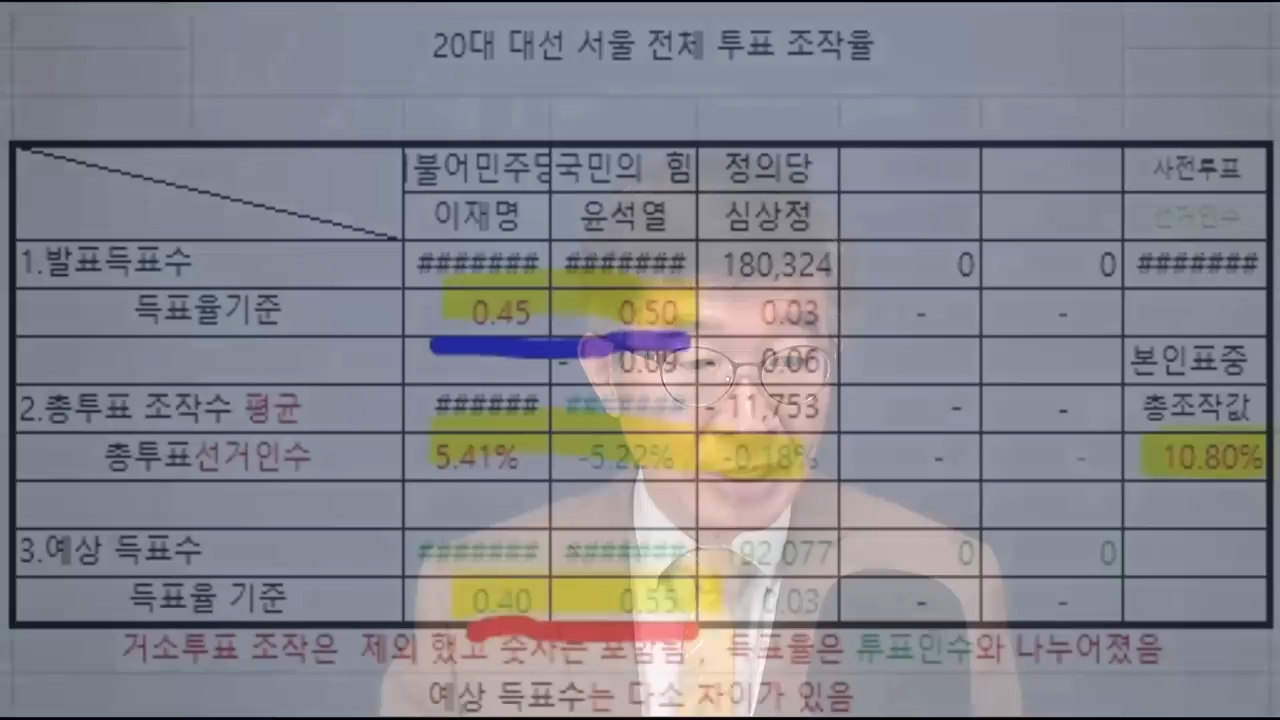 20대 대선 서울 전체 투표 조작율
불어민주당 국민의 힘 정의당 사전투표
이재명 윤석열 심상정 선거인수
1.발표득표수 ####### ####### 180,324 0 0 #######
득표율기준 0.45 0.50 0.03 - -
- 0.09 0.06 본인표중
2.총투표 조작수 평균 ###### ####### - 11,753 - - 총조작값
총투표선거인수 5.41% -5.22% -0.18% - - 10.80%
3.예상 득표수 ####### ####### 0 0
득표율 기준 0.40 0.55 0.03 - -
거소투표 조작은 제외 했고 숫자는 포함됨, 득표율은 투표인수와 나누어졌음
예상 득표수는 다소 차이가 있음